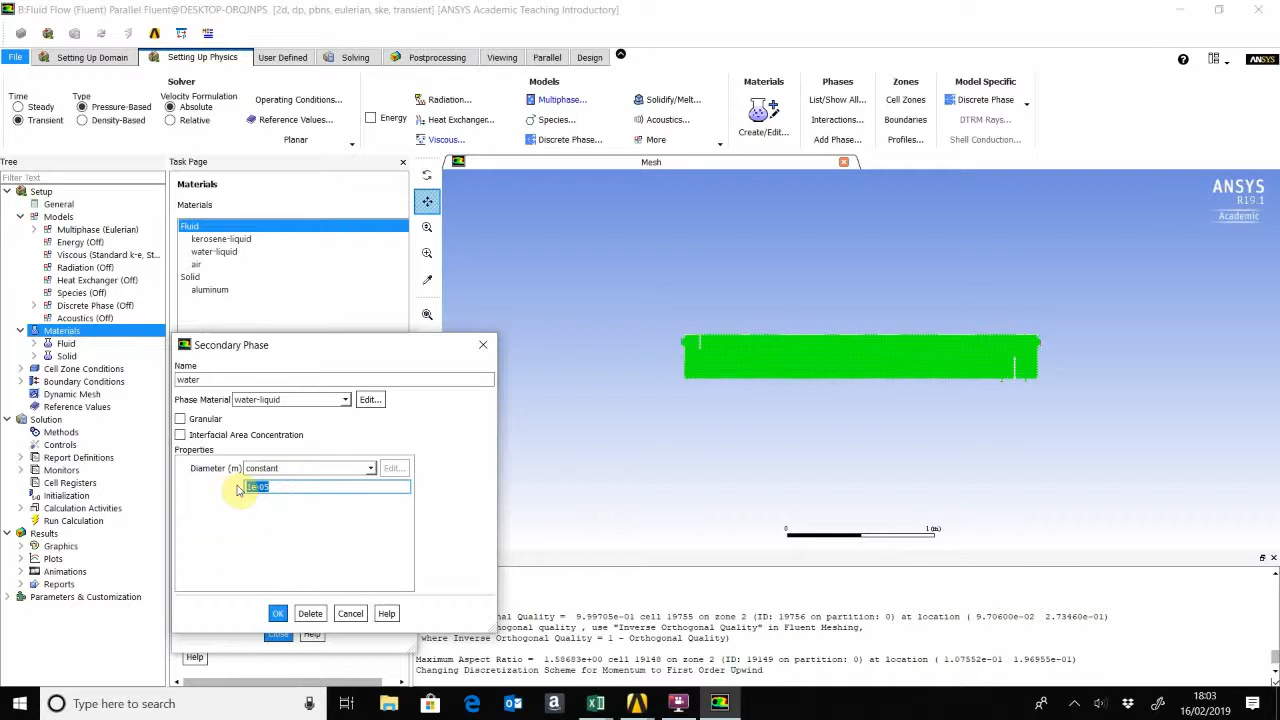 B:Fluid Flow (Fluent) Parallel Fluent@DESKTOP-ORQJNPS [2d, dp, pbns, eulerian, ske, transient] [ANSYS Academic Teaching Introductory]
File
Setting Up Domain
Setting Up Physics
User Defined
Solving
Postprocessing
Viewing
Parallel
Design
ANSYS
Solver
Time
Steady
Transient
Type
Pressure-Based
Density-Based
Velocity Formulation
Absolute
Relative
Operating Conditions...
Reference Values...
Planar
Energy
Models
Radiation...
Heat Exchanger...
Viscous...
Multiphase...
Species...
Discrete Phase...
Solidify/Melt...
Acoustics...
More
Materials
Create/Edit...
Phases
List/Show All...
Interactions...
Add Phase...
Zones
Cell Zones
Boundaries
Profiles...
Model Specific
Discrete Phase
DTRM Rays...
Shell Conduction...
Tree
Filter Text
Setup
General
Models
Multiphase (Eulerian)
Energy (Off)
Viscous (Standard k-e, St...
Radiation (Off)
Heat Exchanger (Off)
Species (Off)
Discrete Phase (Off)
Acoustics (Off)
Materials
Fluid
Solid
Cell Zone Conditions
Boundary Conditions
Dynamic Mesh
Reference Values
Solution
Methods
Controls
Report Definitions
Monitors
Cell Registers
Initialization
Calculation Activities
Run Calculation
Results
Graphics
Plots
Animations
Reports
Parameters & Customization
Task Page
Materials
Materials
Fluid
kerosene-liquid
water-liquid
air
Solid
aluminum
Secondary Phase
Name
water
Phase Material
water-liquid
Edit...
Granular
Interfacial Area Concentration
Properties
Diameter (m)
constant
Edit...
1e-05
OK
Delete
Cancel
Help
Close
Help
Help
Mesh
ANSYS
R19.1
Academic
0
1 (m)
ogonal Quality = 9.99705e-01 cell 19755 on zone 2 (ID: 19756 on partition: 0) at location ( 9.70600e-02 2.73460e-01)
rthogonal quality , use "Inverse Orthogonal Quality" in Fluent Meshing,
where Inverse Orthogonal Quality = 1 - Orthogonal Quality)
Maximum Aspect Ratio = 1.58683e+00 cell 19148 on zone 2 (ID: 19149 on partition: 0) at location ( 1.07552e-01 1.96955e-01)
Changing Discretization Scheme for Momentum to First Order Upwind
Type here to search
18:03
16/02/2019